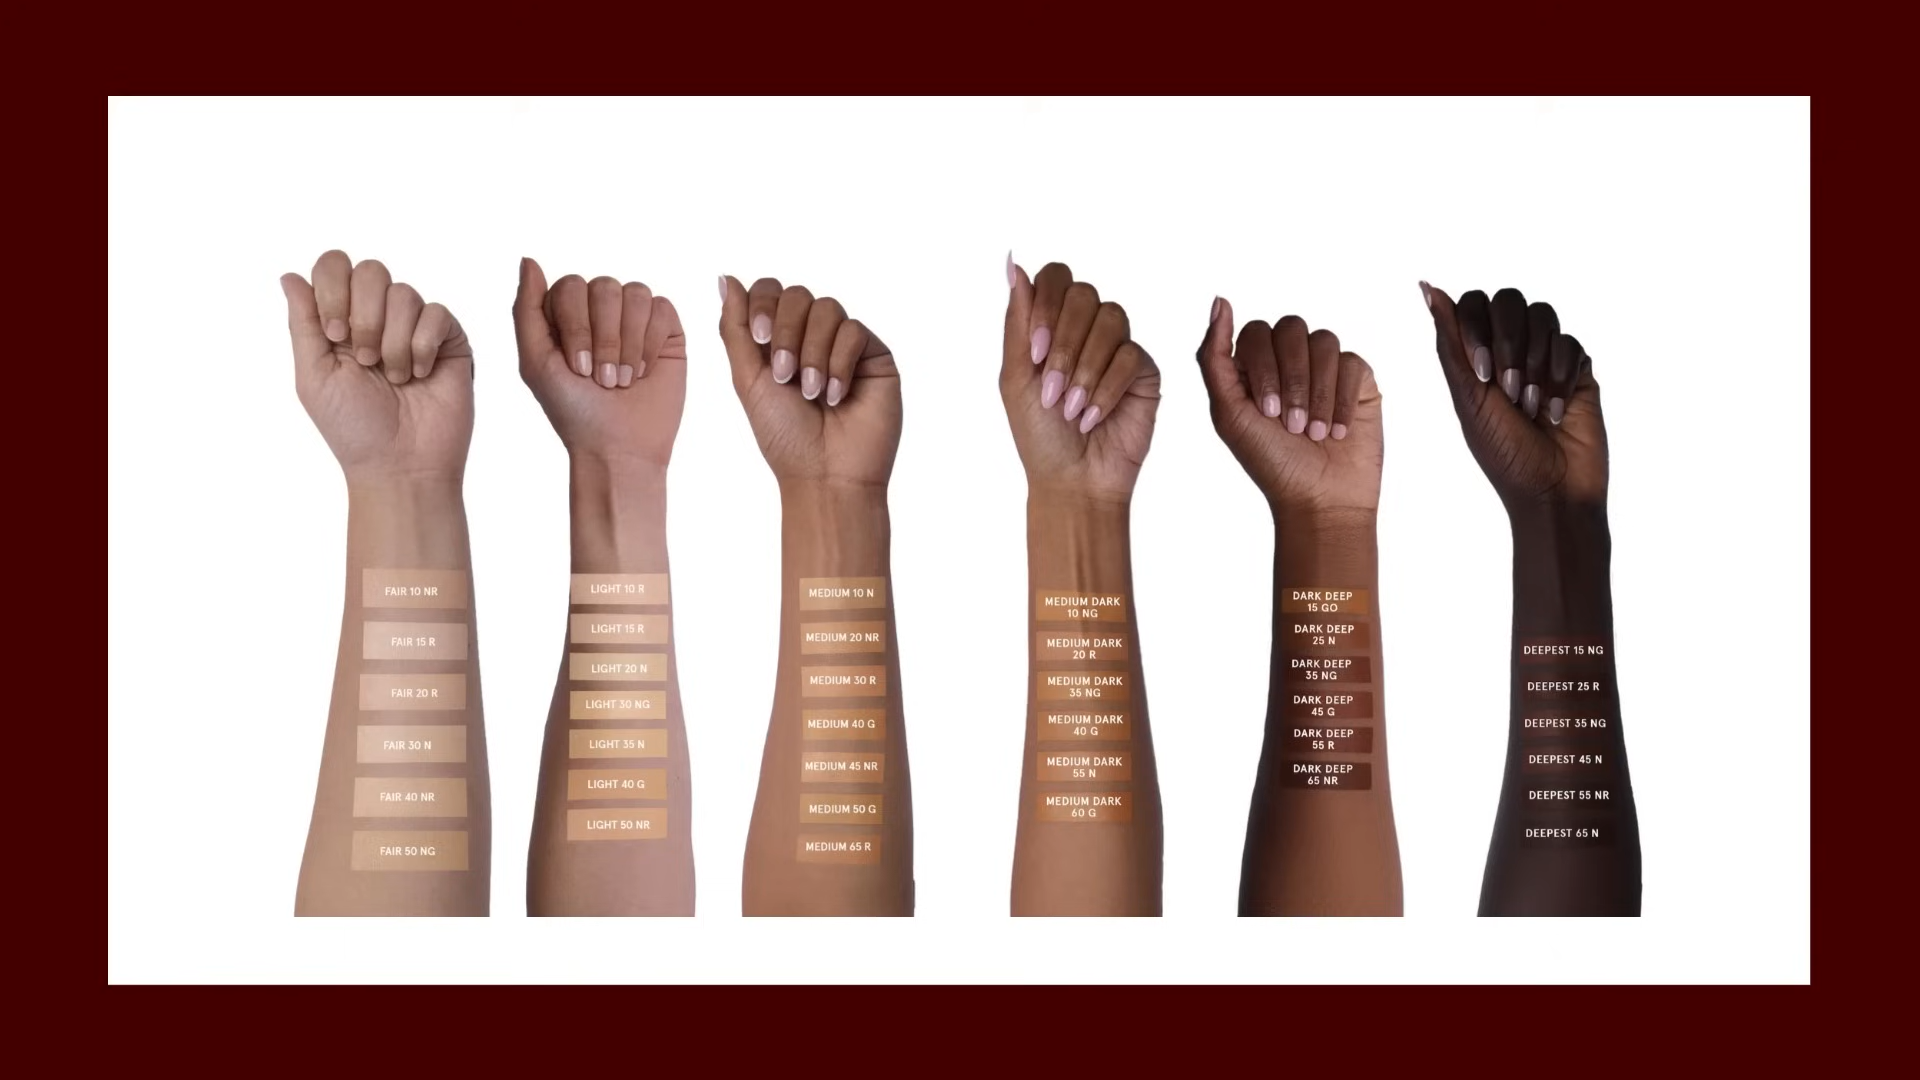 FAIR 10 NR
FAIR 15 R
FAIR 20 R
FAIR 30 N
FAIR 40 NR
FAIR 50 NG
LIGHT 10 R
LIGHT 15 R
LIGHT 20 N
LIGHT 30 NG
LIGHT 35 N
LIGHT 40 G
LIGHT 50 NR
MEDIUM 10 N
MEDIUM 20 NR
MEDIUM 30 R
MEDIUM 40 G
MEDIUM 45 NR
MEDIUM 50 G
MEDIUM 65 R
MEDIUM DARK
10 NG
MEDIUM DARK
20 R
MEDIUM DARK
35 NG
MEDIUM DARK
40 G
MEDIUM DARK
55 N
MEDIUM DARK
60 G
DARK DEEP
15 GO
DARK DEEP
25 N
DARK DEEP
35 NG
DARK DEEP
45 G
DARK DEEP
55 R
DARK DEEP
65 NR
DEEPEST 15 NG
DEEPEST 25 R
DEEPEST 35 NG
DEEPEST 45 N
DEEPEST 55 NR
DEEPEST 65 N